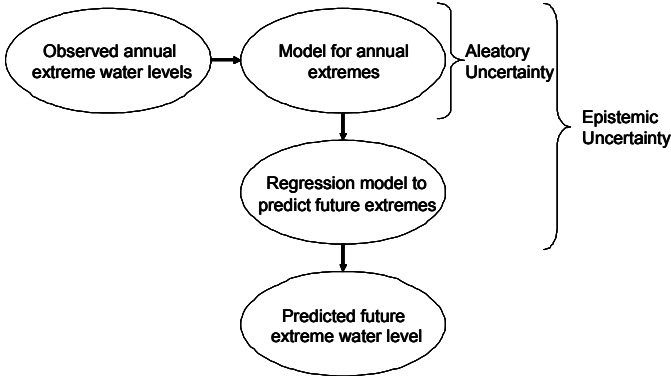 Observed annual
extreme water levels
Model for annual
extremes
Aleatory
Uncertainty
Epistemic
Uncertainty
Regression model to
predict future extremes
Predicted future
extreme water level